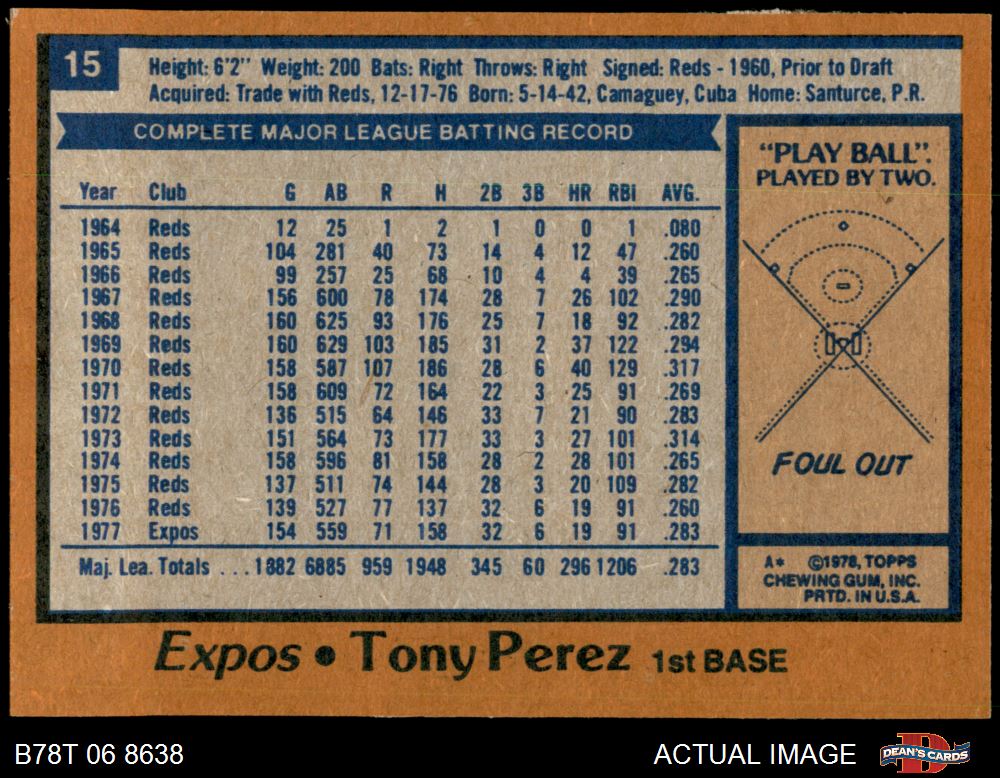 15
Height: 6'2" Weight: 200 Bats: Right Throws: Right Signed: Reds - 1960, Prior to Draft
Acquired: Trade with Reds, 12-17-76 Born: 5-14-42, Camaguey, Cuba Home: Santurce, P.R.
COMPLETE MAJOR LEAGUE BATTING RECORD
Year Club G AB R H 2B 3B HR RBI AVG.
1964 Reds 12 25 1 2 1 0 0 1 .080
1965 Reds 104 281 40 73 14 4 12 47 .260
1966 Reds 99 257 25 68 10 4 4 39 .265
1967 Reds 156 600 78 174 28 7 26 102 .290
1968 Reds 160 625 93 176 25 7 18 92 .282
1969 Reds 160 629 103 185 31 2 37 122 .294
1970 Reds 158 587 107 186 28 6 40 129 .317
1971 Reds 158 609 72 164 22 3 25 91 .269
1972 Reds 136 515 64 146 33 7 21 90 .283
1973 Reds 151 564 73 177 33 3 27 101 .314
1974 Reds 158 596 81 158 28 2 28 101 .265
1975 Reds 137 511 74 144 28 3 20 109 .282
1976 Reds 139 527 77 137 32 6 19 91 .260
1977 Expos 154 559 71 158 32 6 19 91 .283
Maj. Lea. Totals ...1882 6885 959 1948 345 60 296 1206 .283
"PLAY BALL".
PLAYED BY TWO.
FOUL OUT
A* ©1978, TOPPS
CHEWING GUM, INC.
PRTD. IN U.S.A.
Expos • Tony Perez 1st BASE
B78T 06 8638 ACTUAL IMAGE
DEAN'S CARDS